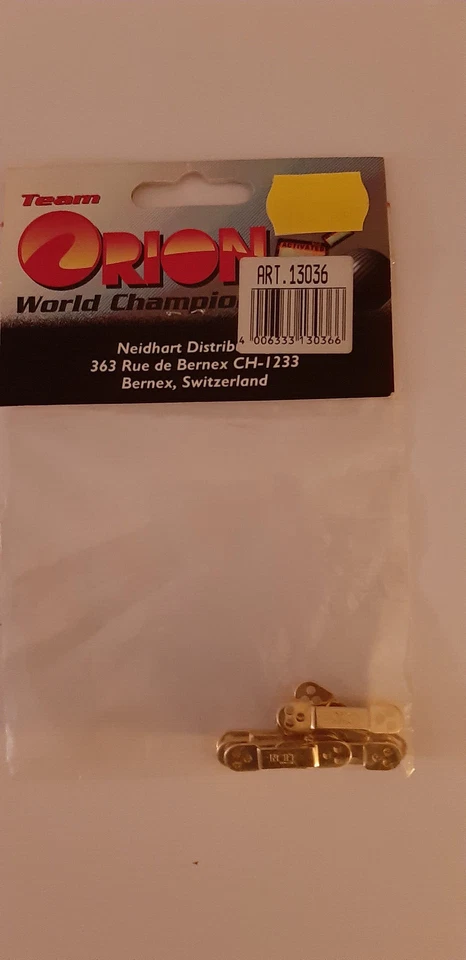 Team
ORION
ACTIVATED
World Champio
ART.13036
4 006333 130366
Neidhart Distrib
363 Rue de Bernex CH-1233
Bernex, Switzerland